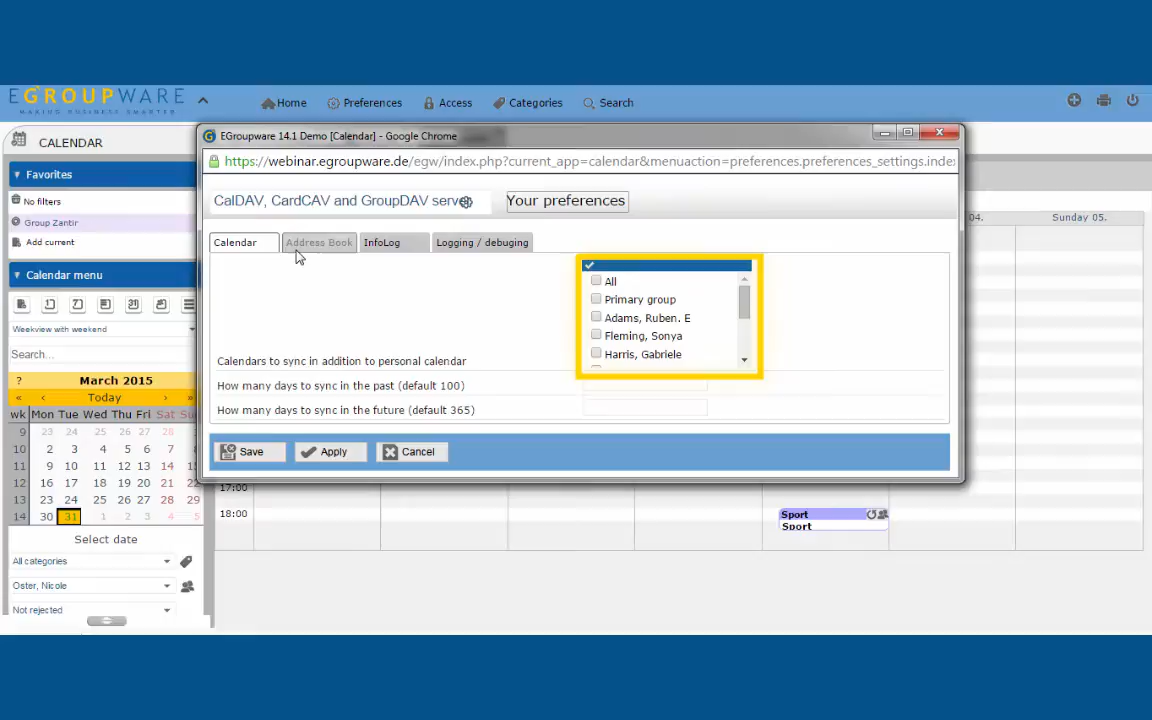 EGROUPWARE
MAKING BUSINESS SMARTER
Home Preferences Access Categories Search
CALENDAR
EGroupware 14.1 Demo [Calendar] - Google Chrome
https://webinar.egroupware.de/egw/index.php?current_app=calendar&menuaction=preferences.preferences_settings.index
Favorites
No filters
Group Zantir
Add current
Calendar menu
Weekview with weekend
Search...
? March 2015
« ‹ Today › »
wk Mon Tue Wed Thu Fri Sat Su
9 23 24 25 26 27 28 1
10 2 3 4 5 6 7 8
11 9 10 11 12 13 14 15
12 16 17 18 19 20 21 22
13 23 24 25 26 27 28 29
14 30 31 1 2 3 4 5
Select date
All categories
Oster, Nicole
Not rejected
CalDAV, CardCAV and GroupDAV serve
Your preferences
Calendar Address Book InfoLog Logging / debuging
All
Primary group
Adams, Ruben. E
Fleming, Sonya
Harris, Gabriele
Calendars to sync in addition to personal calendar
How many days to sync in the past (default 100)
How many days to sync in the future (default 365)
Save Apply Cancel
04. Sunday 05.
17:00
18:00
Sport
Sport